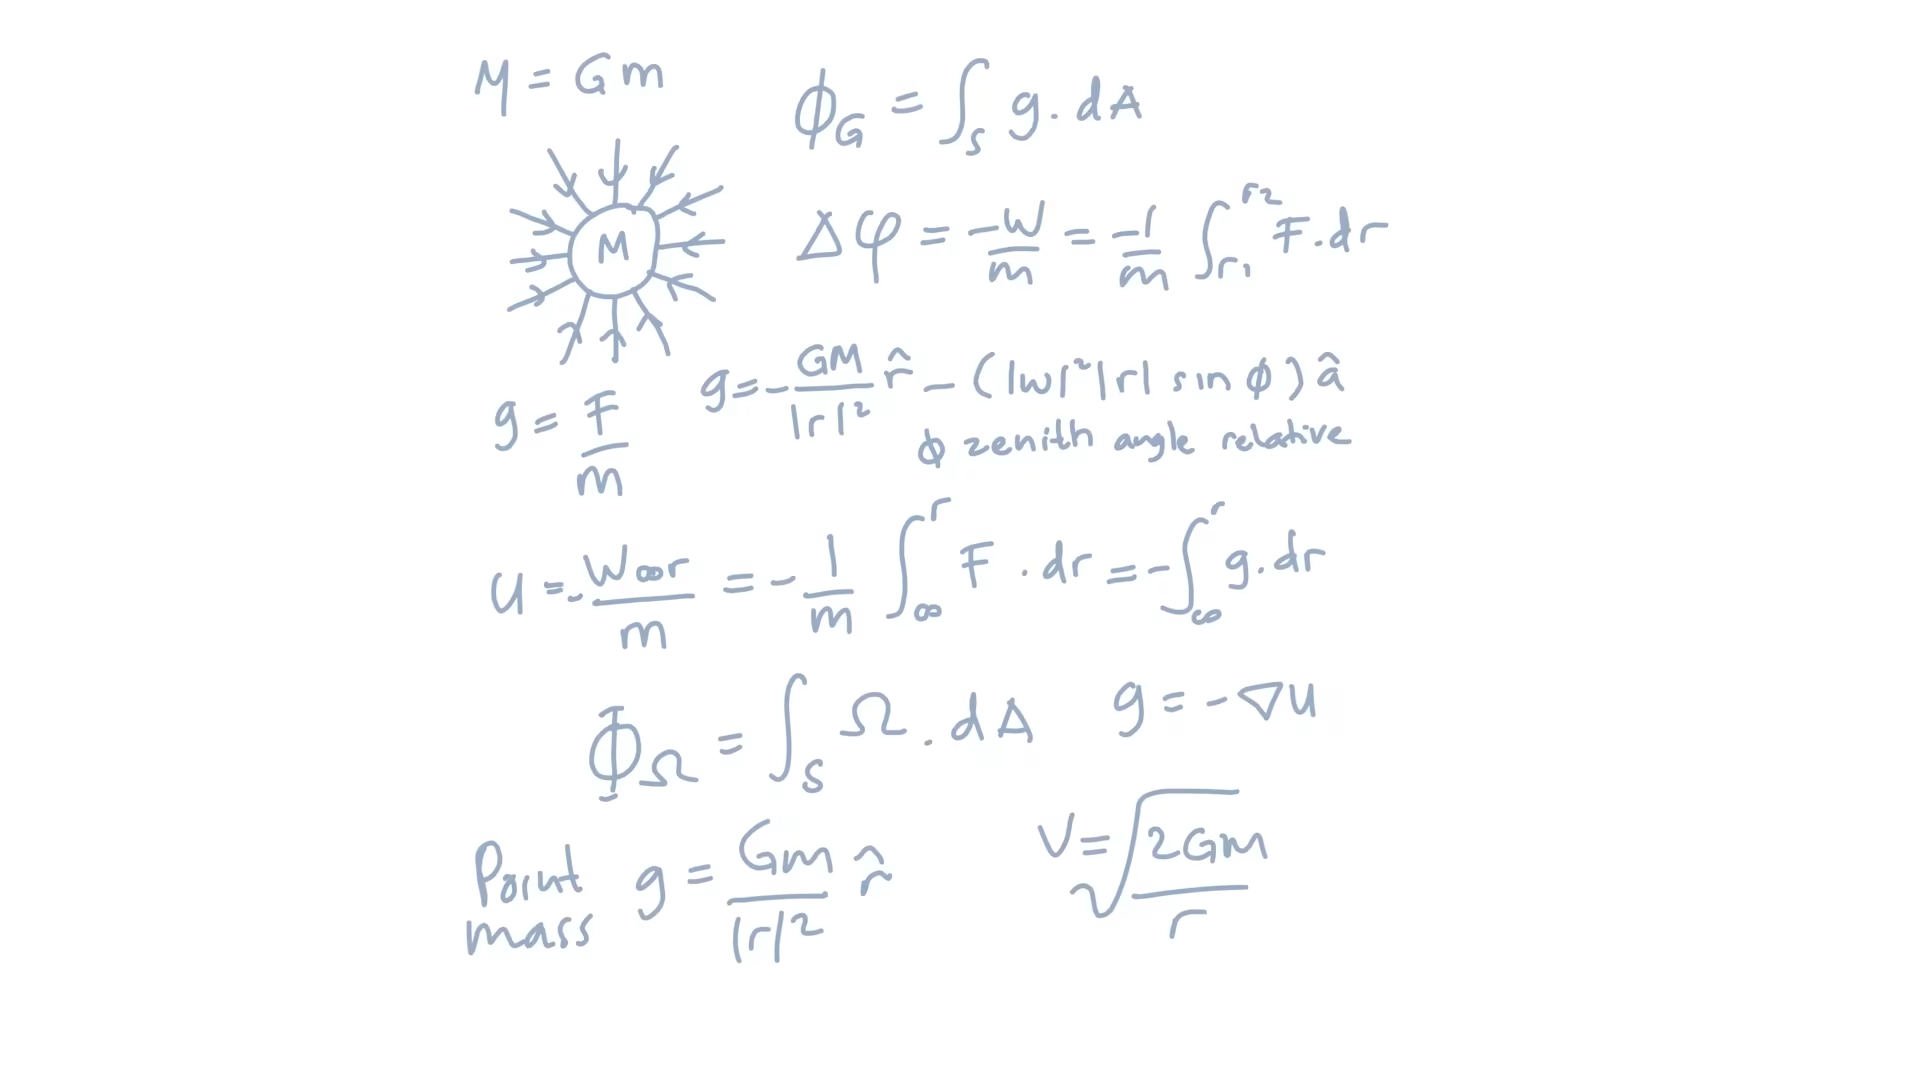 M = Gm
ϕ_G = ∫_S g . dA
M
Δφ = -W/m = -1/m ∫_{r1}^{r2} F . dr
g = F/m
g = - GM/|r|² r̂ - (|w|²|r| sin ϕ) â
ϕ zenith angle relative
U = - W∞r/m = - 1/m ∫_∞^r F . dr = - ∫_∞^r g . dr
Φ_Ω = ∫_S Ω . dA
g = - ∇U
Point mass g = Gm/|r|² r̂
V = √(2Gm/r)